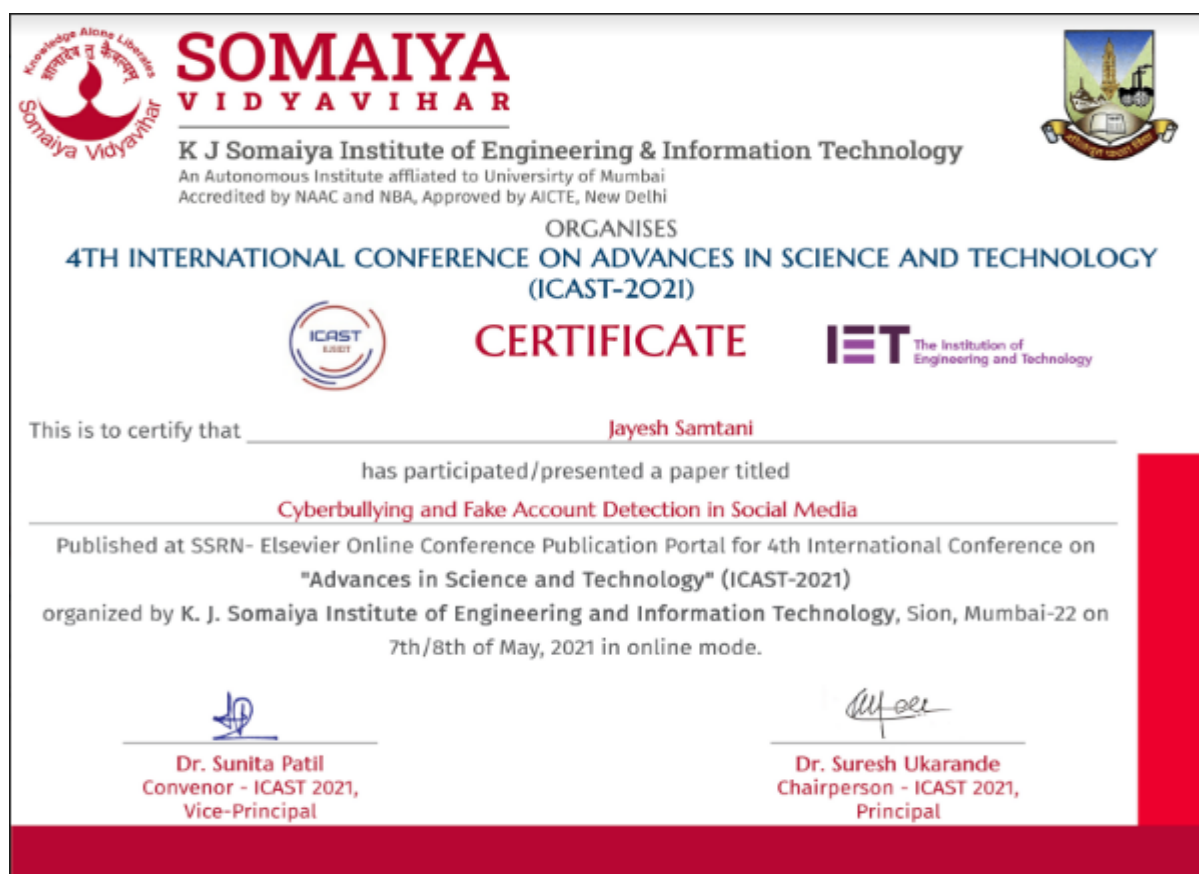 Knowledge Alone Liberates
ज्ञानादेव तु कैवल्यम्
Somaiya Vidyavihar
SOMAIYA
VIDYAVIHAR
K J Somaiya Institute of Engineering & Information Technology
An Autonomous Institute affliated to Universirty of Mumbai
Accredited by NAAC and NBA, Approved by AICTE, New Delhi
ORGANISES
4TH INTERNATIONAL CONFERENCE ON ADVANCES IN SCIENCE AND TECHNOLOGY
(ICAST-2021)
ICAST
CERTIFICATE
IET The Institution of
Engineering and Technology
This is to certify that Jayesh Samtani
has participated/presented a paper titled
Cyberbullying and Fake Account Detection in Social Media
Published at SSRN- Elsevier Online Conference Publication Portal for 4th International Conference on
"Advances in Science and Technology" (ICAST-2021)
organized by K. J. Somaiya Institute of Engineering and Information Technology, Sion, Mumbai-22 on
7th/8th of May, 2021 in online mode.
Dr. Sunita Patil
Convenor - ICAST 2021,
Vice-Principal
Dr. Suresh Ukarande
Chairperson - ICAST 2021,
Principal